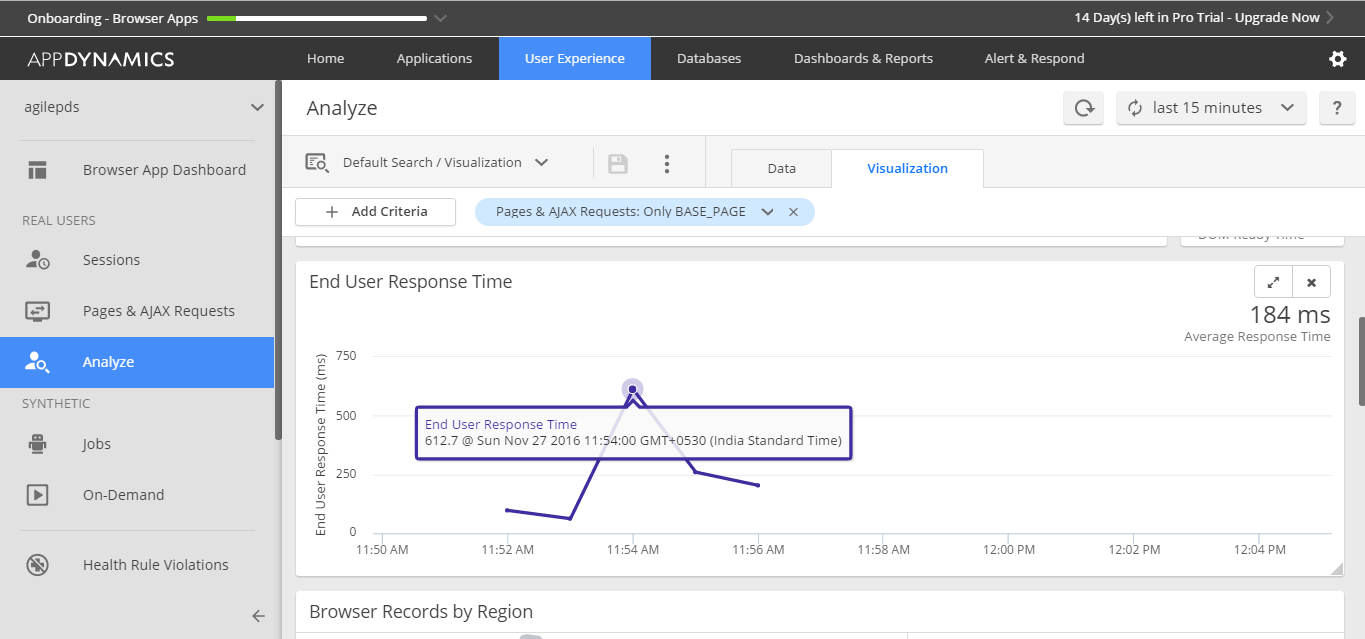 Onboarding - Browser Apps
14 Day(s) left in Pro Trial - Upgrade Now
APPDYNAMICS
Home
Applications
User Experience
Databases
Dashboards & Reports
Alert & Respond
agilepds
Browser App Dashboard
REAL USERS
Sessions
Pages & AJAX Requests
Analyze
SYNTHETIC
Jobs
On-Demand
Health Rule Violations
Analyze
last 15 minutes
?
Default Search / Visualization
Data
Visualization
Add Criteria
Pages & AJAX Requests: Only BASE_PAGE
DOM Ready Time
End User Response Time
184 ms
Average Response Time
End User Response Time (ms)
750
500
250
0
End User Response Time
612.7 @ Sun Nov 27 2016 11:54:00 GMT+0530 (India Standard Time)
11:50 AM
11:52 AM
11:54 AM
11:56 AM
11:58 AM
12:00 PM
12:02 PM
12:04 PM
Browser Records by Region